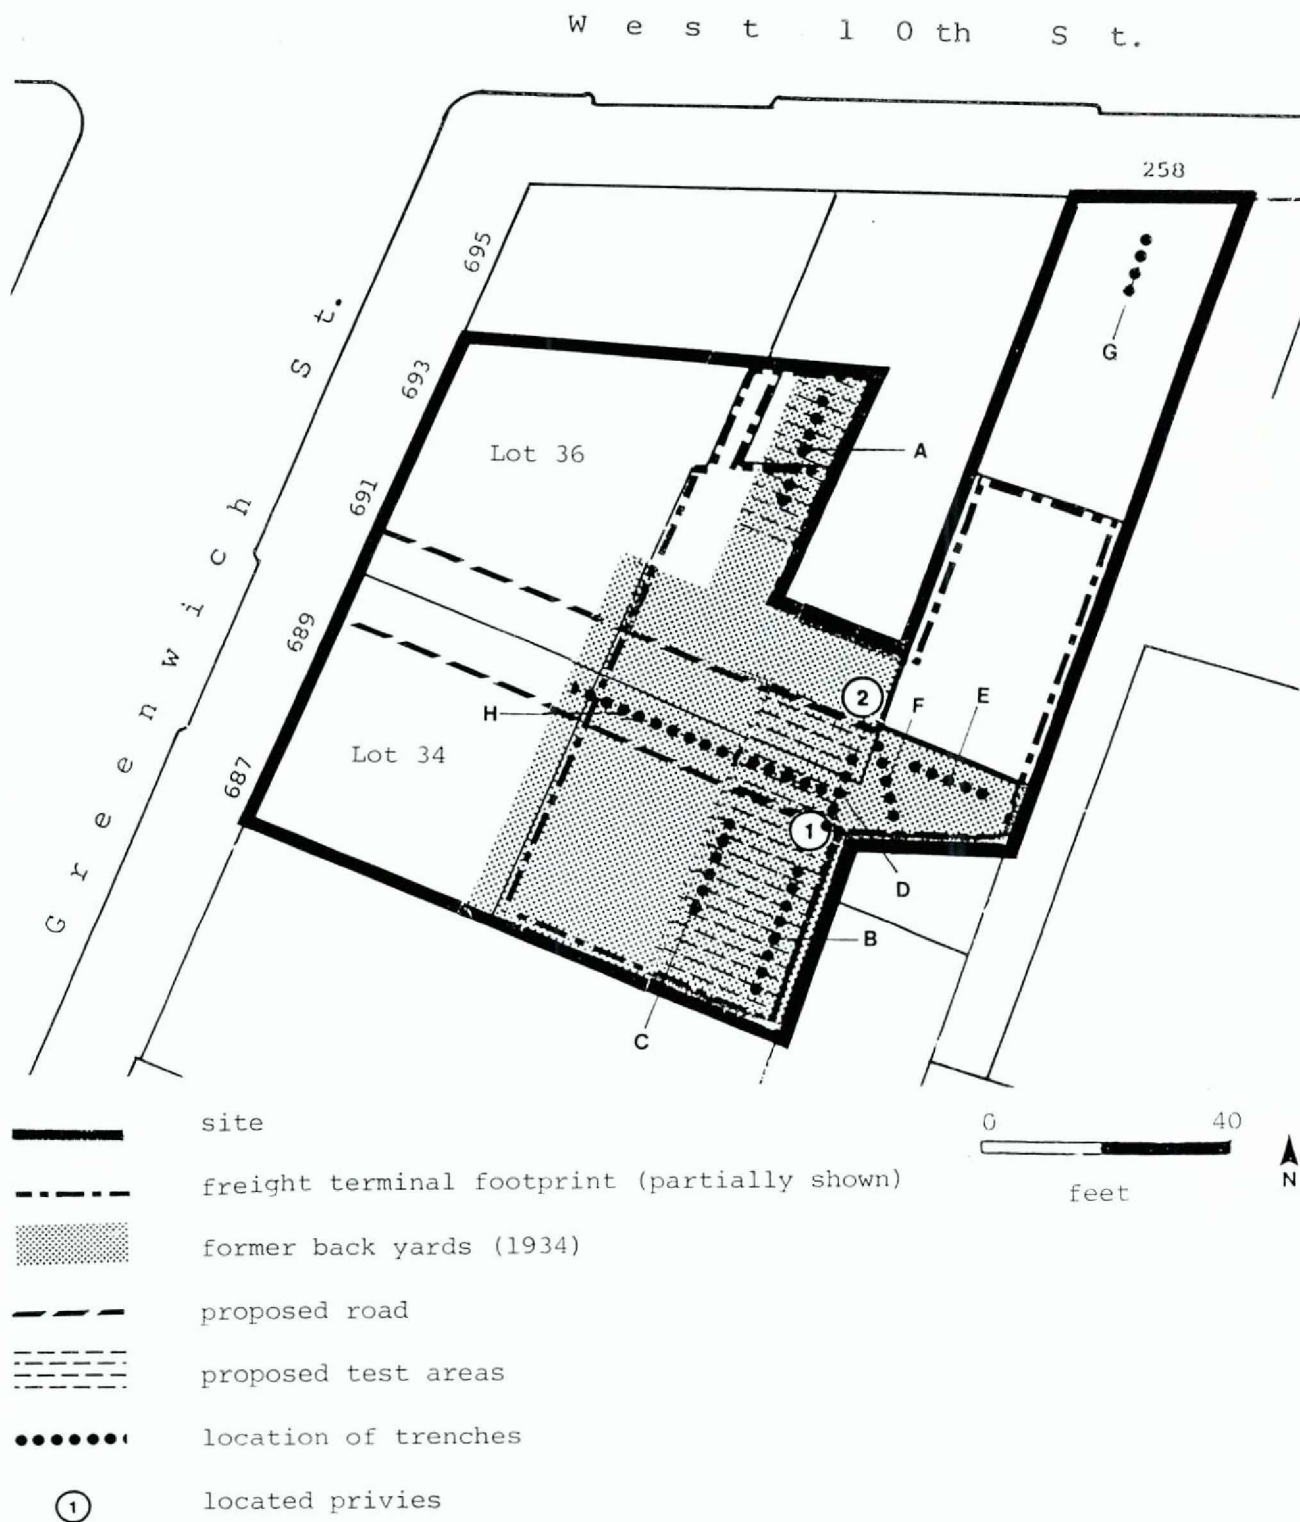 West 10th St.
258
695
Greenwich St.
693
G
Lot 36
A
691
689
2
F
E
H
Lot 34
687
1
D
B
C
site
0 40
freight terminal footprint (partially shown)
feet
N
former back yards (1934)
proposed road
proposed test areas
location of trenches
1 located privies